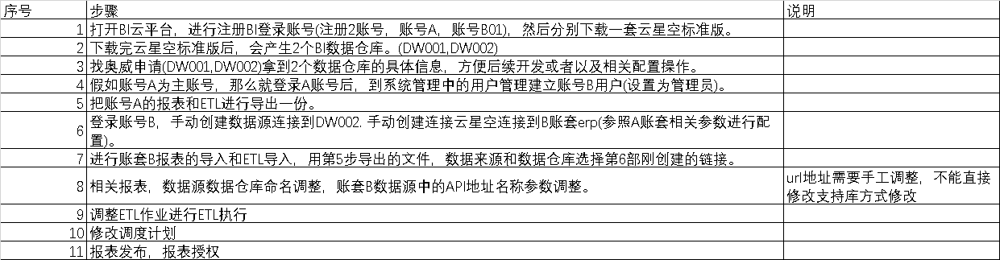 序号 步骤 说明
1 打开BI云平台，进行注册BI登录账号(注册2账号，账号A，账号B01)，然后分别下载一套云星空标准版。
2 下载完云星空标准版后，会产生2个BI数据仓库。(DW001,DW002)
3 找奥威申请(DW001,DW002)拿到2个数据仓库的具体信息，方便后续开发或者以及相关配置操作。
4 假如账号A为主账号，那么就登录A账号后，到系统管理中的用户管理建立账号B用户(设置为管理员)。
5 把账号A的报表和ETL进行导出一份。
6 登录账号B，手动创建数据源连接到DW002. 手动创建连接云星空连接到B账套erp(参照A账套相关参数进行配
置)。
7 进行账套B报表的导入和ETL导入，用第5步导出的文件，数据来源和数据仓库选择第6部刚创建的链接。
8 相关报表，数据源数据仓库命名调整，账套B数据源中的API地址名称参数调整。 url地址需要手工调整，不能直接
修改支持库方式修改
9 调整ETL作业进行ETL执行
10 修改调度计划
11 报表发布，报表授权